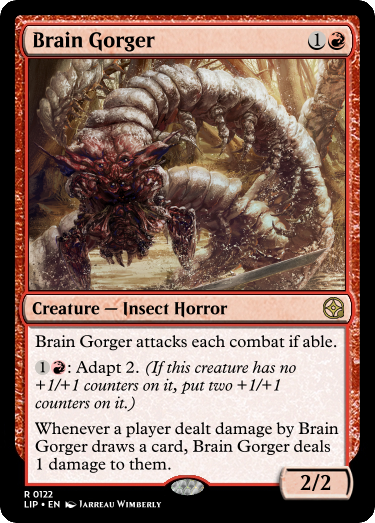 Brain Gorger
1
Creature — Insect Horror
Brain Gorger attacks each combat if able.
1 : Adapt 2. (If this creature has no
+1/+1 counters on it, put two +1/+1
counters on it.)
Whenever a player dealt damage by Brain
Gorger draws a card, Brain Gorger deals
1 damage to them.
2/2
R 0122
LIP • EN Jarreau Wimberly